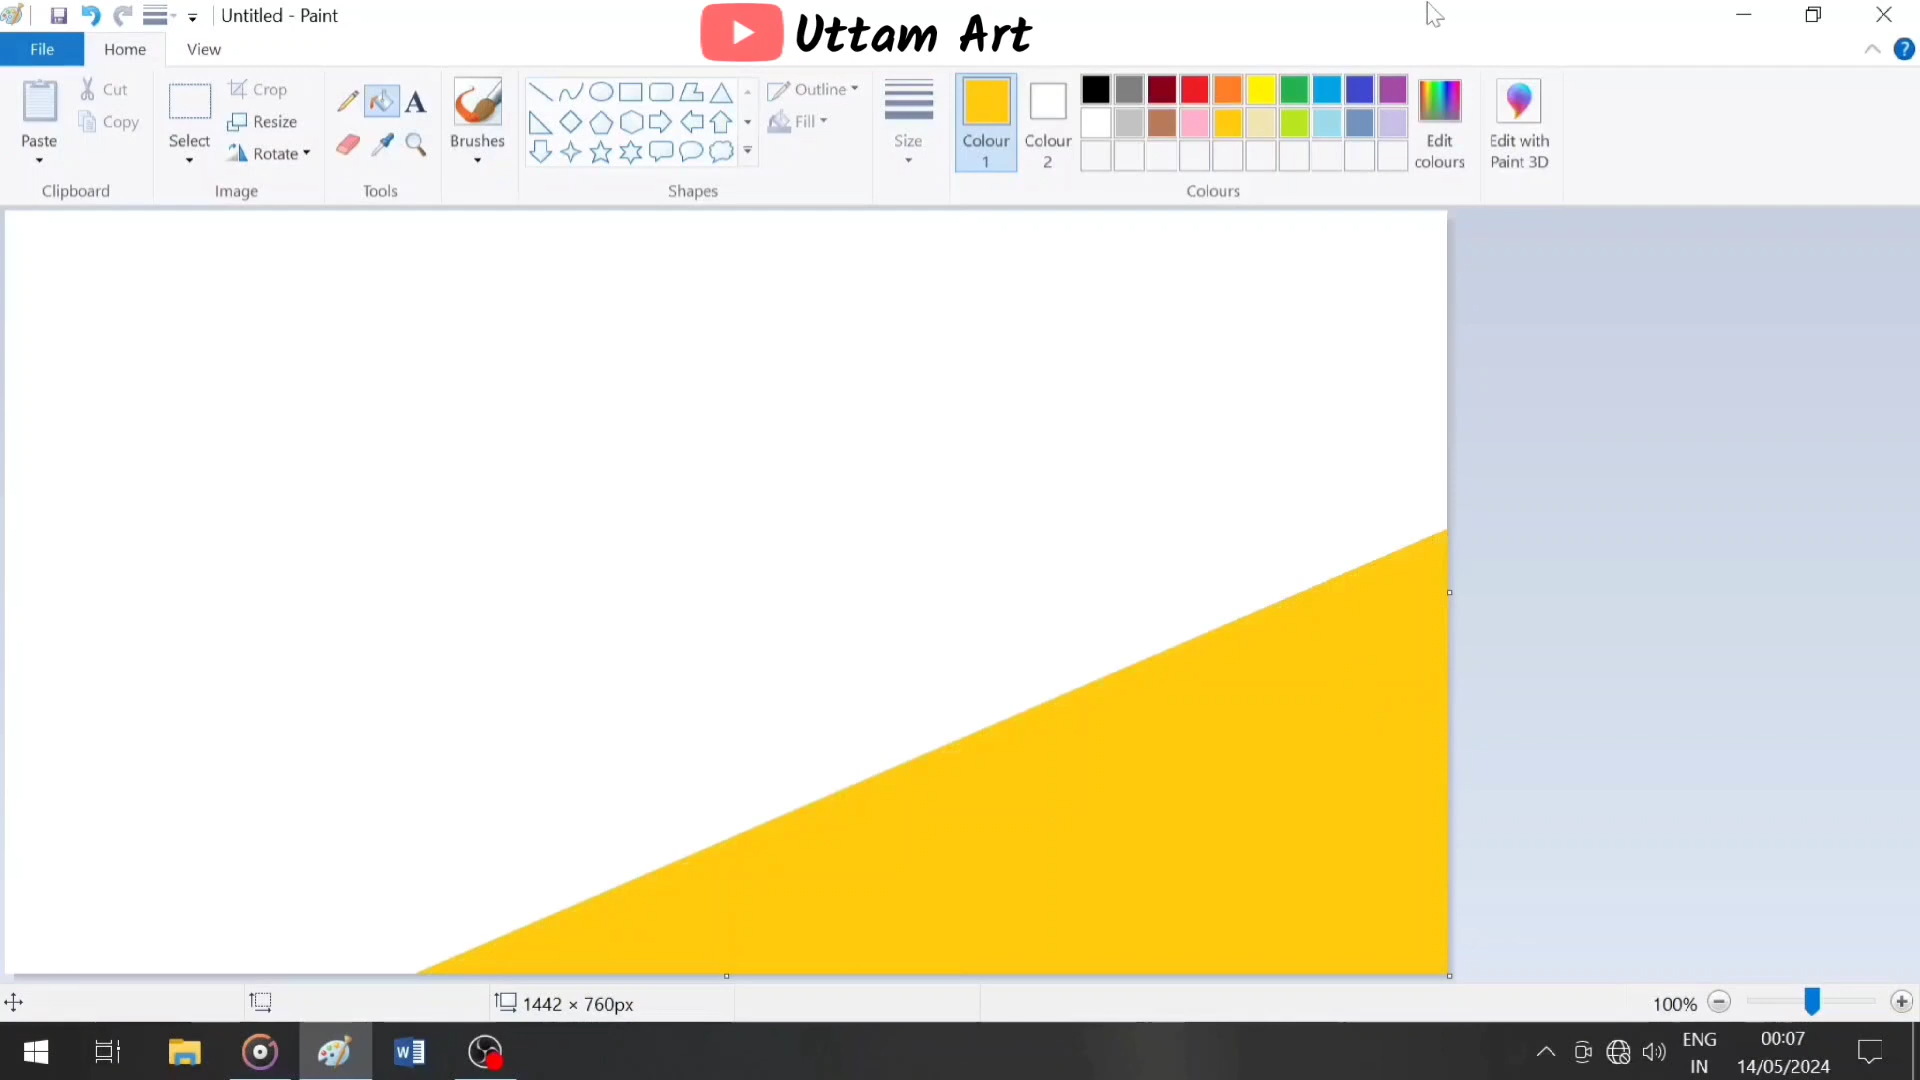 Untitled - Paint
Uttam Art
File
Home
View
?
Paste
Cut
Copy
Clipboard
Select
Crop
Resize
Rotate
Image
A
Tools
Brushes
Shapes
Outline
Fill
Size
Colour
1
Colour
2
Colours
Edit
colours
Edit with
Paint 3D
1442 × 760px
100%
W
ENG
IN
00:07
14/05/2024